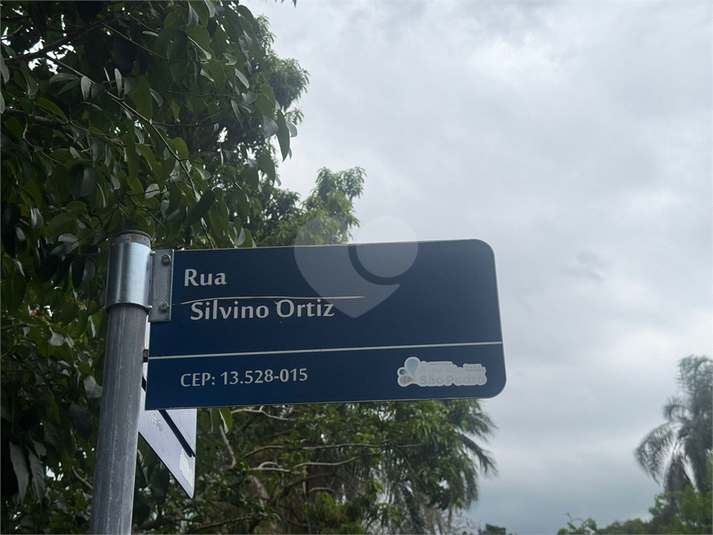 Rua
Silvino Ortiz
CEP: 13.528-015
São Pedro